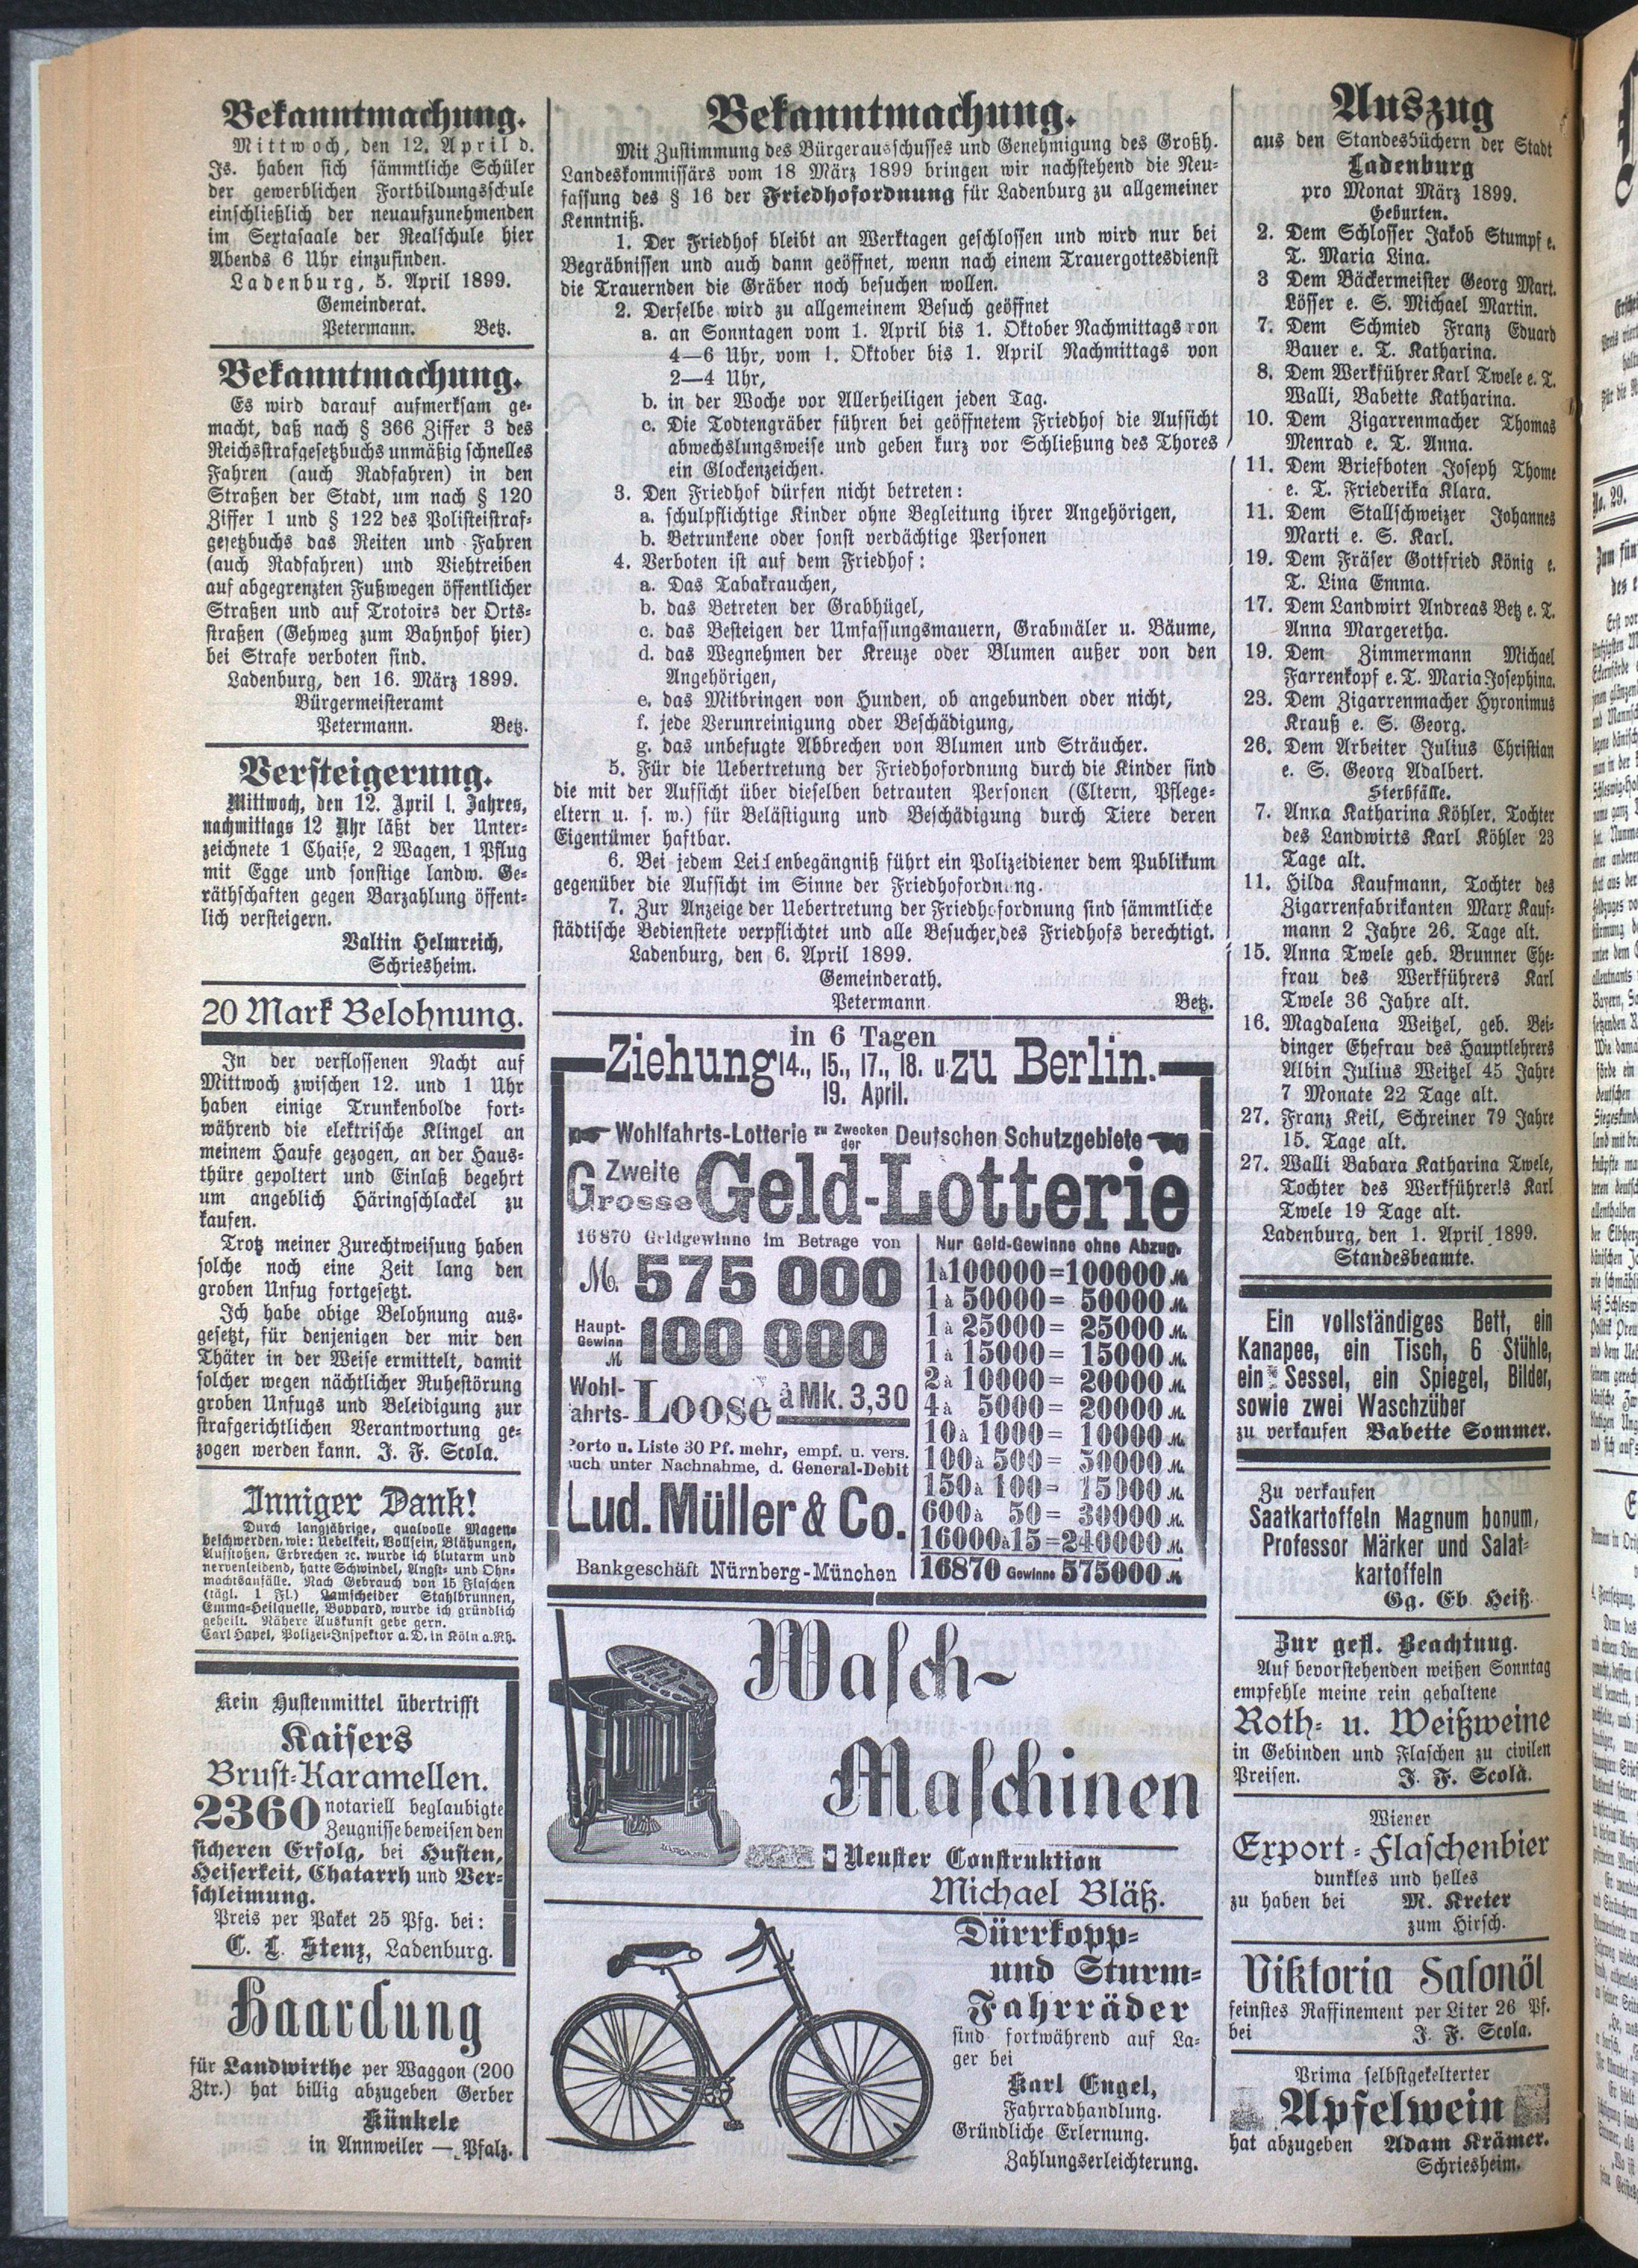 Bekanntmachung.
Mittwoch, den 12. April d.
Js. haben sich sämmtliche Schüler
der gewerblichen Fortbildungsschule
einschließlich der neuaufzunehmenden
im Sextasaale der Realschule hier
Abends 6 Uhr einzufinden.
Ladenburg, 5. April 1899.
Gemeinderat.
Petermann. Betz.
Bekanntmachung.
Es wird darauf aufmerksam ge-
macht, daß nach § 366 Ziffer 3 des
Reichsstrafgesetzbuchs unmäßig schnelles
Fahren (auch Radfahren) in den
Straßen der Stadt, um nach § 120
Ziffer 1 und § 122 des Polisteistraf-
gesetzbuchs das Reiten und Fahren
(auch Radfahren) und Viehtreiben
auf abgegrenzten Fußwegen öffentlicher
Straßen und auf Trotoirs der Orts-
straßen (Gehweg zum Bahnhof hier)
bei Strafe verboten sind.
Ladenburg, den 16. März 1899.
Bürgermeisteramt
Petermann. Betz.
Versteigerung.
Mittwoch, den 12. April l. Jahres,
nachmittags 12 Uhr läßt der Unter-
zeichnete 1 Chaise, 2 Wagen, 1 Pflug
mit Egge und sonstige landw. Ge-
räthschaften gegen Barzahlung öffent-
lich versteigern.
Valtin Helmreich,
Schriesheim.
20 Mark Belohnung.
In der verflossenen Nacht auf
Mittwoch zwischen 12. und 1 Uhr
haben einige Trunkenbolde fort-
während die elektrische Klingel an
meinem Hause gezogen, an der Haus-
thüre gepoltert und Einlaß begehrt
um angeblich Häringschlackel zu
kaufen.
Trotz meiner Zurechtweisung haben
solche noch eine Zeit lang den
groben Unfug fortgesetzt.
Ich habe obige Belohnung aus-
gesetzt, für denjenigen der mir den
Thäter in der Weise ermittelt, damit
solcher wegen nächtlicher Ruhestörung
groben Unfugs und Beleidigung zur
strafgerichtlichen Verantwortung ge-
zogen werden kann. J. F. Scola.
Inniger Dank!
Durch langjährige, qualvolle Magen-
beschwerden, wie: Uebelkeit, Vollsein, Blähungen,
Aufstoßen, Erbrechen ꝛc. wurde ich blutarm und
nervenleidend, hatte Schwindel, Angst- und Ohn-
machtsanfälle. Nach Gebrauch von 15 Flaschen
(tägl. 1 Fl.) Lamscheider Stahlbrunnen,
Emma-Heilquelle, Boppard, wurde ich gründlich
geheilt. Nähere Auskunft gebe gern.
Carl Hapel, Polizei-Inspektor a. D. in Köln a. Rh.
Kein Hustenmittel übertrifft
Kaisers
Brust-Karamellen.
2360 notariell beglaubigte
Zeugnisse beweisen den
sicheren Erfolg, bei Husten,
Heiserkeit, Chatarrh und Ver-
schleimung.
Preis per Paket 25 Pfg. bei:
C. L. Stenz, Ladenburg.
Haardung
für Landwirthe per Waggon (200
Ztr.) hat billig abzugeben Gerber
Künkele
in Annweiler — Pfalz.
Bekanntmachung.
Mit Zustimmung des Bürgerausschusses und Genehmigung des Großh.
Landeskommissärs vom 18 März 1899 bringen wir nachstehend die Neu-
fassung des § 16 der Friedhofordnung für Ladenburg zu allgemeiner
Kenntniß.
1. Der Friedhof bleibt an Werktagen geschlossen und wird nur bei
Begräbnissen und auch dann geöffnet, wenn nach einem Trauergottesdienst
die Trauernden die Gräber noch besuchen wollen.
2. Derselbe wird zu allgemeinem Besuch geöffnet
a. an Sonntagen vom 1. April bis 1. Oktober Nachmittags von
4—6 Uhr, vom 1. Oktober bis 1. April Nachmittags von
2—4 Uhr,
b. in der Woche vor Allerheiligen jeden Tag.
c. Die Todtengräber führen bei geöffnetem Friedhof die Aufsicht
abwechslungsweise und geben kurz vor Schließung des Thores
ein Glockenzeichen.
3. Den Friedhof dürfen nicht betreten:
a. schulpflichtige Kinder ohne Begleitung ihrer Angehörigen,
b. Betrunkene oder sonst verdächtige Personen
4. Verboten ist auf dem Friedhof:
a. Das Tabakrauchen,
b. das Betreten der Grabhügel,
c. das Besteigen der Umfassungsmauern, Grabmäler u. Bäume,
d. das Wegnehmen der Kreuze oder Blumen außer von den
Angehörigen,
e. das Mitbringen von Hunden, ob angebunden oder nicht,
f. jede Verunreinigung oder Beschädigung,
g. das unbefugte Abbrechen von Blumen und Sträucher.
5. Für die Uebertretung der Friedhofordnung durch die Kinder sind
die mit der Aufsicht über dieselben betrauten Personen (Eltern, Pflege-
eltern u. s. w.) für Belästigung und Beschädigung durch Tiere deren
Eigentümer haftbar.
6. Bei jedem Leichenbegängniß führt ein Polizeidiener dem Publikum
gegenüber die Aufsicht im Sinne der Friedhofordnung.
7. Zur Anzeige der Uebertretung der Friedhofordnung sind sämmtliche
städtische Bedienstete verpflichtet und alle Besucher des Friedhofs berechtigt.
Ladenburg, den 6. April 1899.
Gemeinderath.
Petermann Betz.
in 6 Tagen
Ziehung 14., 15., 17., 18. u. zu Berlin.
19. April.
Wohlfahrts-Lotterie zu Zwecken der Deutschen Schutzgebiete
Zweite
Grosse Geld-Lotterie
16870 Geldgewinne im Betrage von
M. 575 000
Haupt-
Gewinn
M 100 000
Wohl-
ahrts- Loose à Mk. 3,30
Porto u. Liste 30 Pf. mehr, empf. u. vers.
uch unter Nachnahme, d. General-Debit
Lud. Müller & Co.
Bankgeschäft Nürnberg-München
Nur Geld-Gewinne ohne Abzug.
1 à 100000 = 100000 M.
1 à 50000 = 50000 M.
1 à 25000 = 25000 M.
1 à 15000 = 15000 M.
2 à 10000 = 20000 M.
4 à 5000 = 20000 M.
10 à 1000 = 10000 M.
100 à 500 = 50000 M.
150 à 100 = 15000 M.
600 à 50 = 30000 M.
16000 à 15 = 240000 M.
16870 Gewinne 575000 M
Wasch-
Maschinen
Neuster Construktion
Michael Bläß.
Dürrkopp-
und Sturm-
Fahrräder
sind fortwährend auf La-
ger bei
Karl Engel,
Fahrradhandlung.
Gründliche Erlernung.
Zahlungserleichterung.
Auszug
aus den Standesbüchern der Stadt
Ladenburg
pro Monat März 1899.
Geburten.
2. Dem Schlosser Jakob Stumpf e.
T. Maria Lina.
3 Dem Bäckermeister Georg Mart.
Lösser e. S. Michael Martin.
7. Dem Schmied Franz Eduard
Bauer e. T. Katharina.
8. Dem Werkführer Karl Twele e. T.
Walli, Babette Katharina.
10. Dem Zigarrenmacher Thomas
Menrad e. T. Anna.
11. Dem Briefboten Joseph Thome
e. T. Friederika Klara.
11. Dem Stallschweizer Johannes
Marti e. S. Karl.
19. Dem Fräser Gottfried König e.
T. Lina Emma.
17. Dem Landwirt Andreas Betz e. T.
Anna Margeretha.
19. Dem Zimmermann Michael
Farrenkopf e. T. Maria Josephina.
23. Dem Zigarrenmacher Hyronimus
Krauß e. S. Georg.
26. Dem Arbeiter Julius Christian
e. S. Georg Adalbert.
Sterbfälle.
7. Anna Katharina Köhler, Tochter
des Landwirts Karl Köhler 23
Tage alt.
11. Hilda Kaufmann, Tochter des
Zigarrenfabrikanten Marx Kauf-
mann 2 Jahre 26. Tage alt.
15. Anna Twele geb. Brunner Ehe-
frau des Werkführers Karl
Twele 36 Jahre alt.
16. Magdalena Weitzel, geb. Bei-
dinger Ehefrau des Hauptlehrers
Albin Julius Weitzel 45 Jahre
7 Monate 22 Tage alt.
27. Franz Keil, Schreiner 79 Jahre
15. Tage alt.
27. Walli Babara Katharina Twele,
Tochter des Werkführer!s Karl
Twele 19 Tage alt.
Ladenburg, den 1. April 1899.
Standesbeamte.
Ein vollständiges Bett, ein
Kanapee, ein Tisch, 6 Stühle,
ein Sessel, ein Spiegel, Bilder,
sowie zwei Waschzüber
zu verkaufen Babette Sommer.
Zu verkaufen
Saatkartoffeln Magnum bonum,
Professor Märker und Salat-
kartoffeln
Gg. Eb. Heiß.
Zur gefl. Beachtung.
Auf bevorstehenden weißen Sonntag
empfehle meine rein gehaltene
Roth- u. Weißweine
in Gebinden und Flaschen zu civilen
Preisen. J. F. Scola.
Wiener
Export-Flaschenbier
dunkles und helles
zu haben bei M. Kreter
zum Hirsch.
Viktoria Salonöl
feinstes Raffinement per Liter 26 Pf.
bei J. F. Scola.
Prima selbstgekelterter
Apfelwein
hat abzugeben Adam Krämer.
Schriesheim.
No. 29.